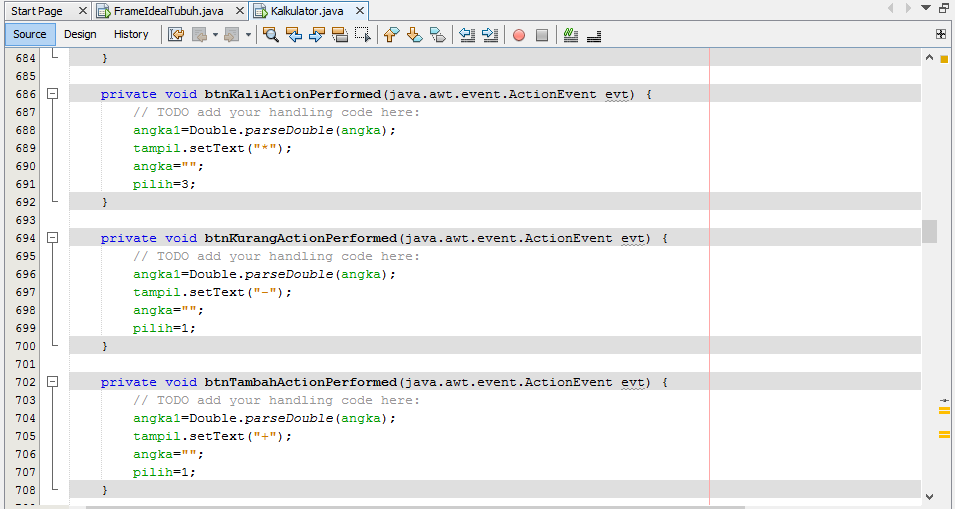 Start Page FrameIdealTubuh.java Kalkulator.java
Source Design History
684 }
685
686 private void btnKaliActionPerformed(java.awt.event.ActionEvent evt) {
687 // TODO add your handling code here:
688 angka1=Double.parseDouble(angka);
689 tampil.setText("*");
690 angka="";
691 pilih=3;
692 }
693
694 private void btnKurangActionPerformed(java.awt.event.ActionEvent evt) {
695 // TODO add your handling code here:
696 angka1=Double.parseDouble(angka);
697 tampil.setText("-");
698 angka="";
699 pilih=1;
700 }
701
702 private void btnTambahActionPerformed(java.awt.event.ActionEvent evt) {
703 // TODO add your handling code here:
704 angka1=Double.parseDouble(angka);
705 tampil.setText("+");
706 angka="";
707 pilih=1;
708 }